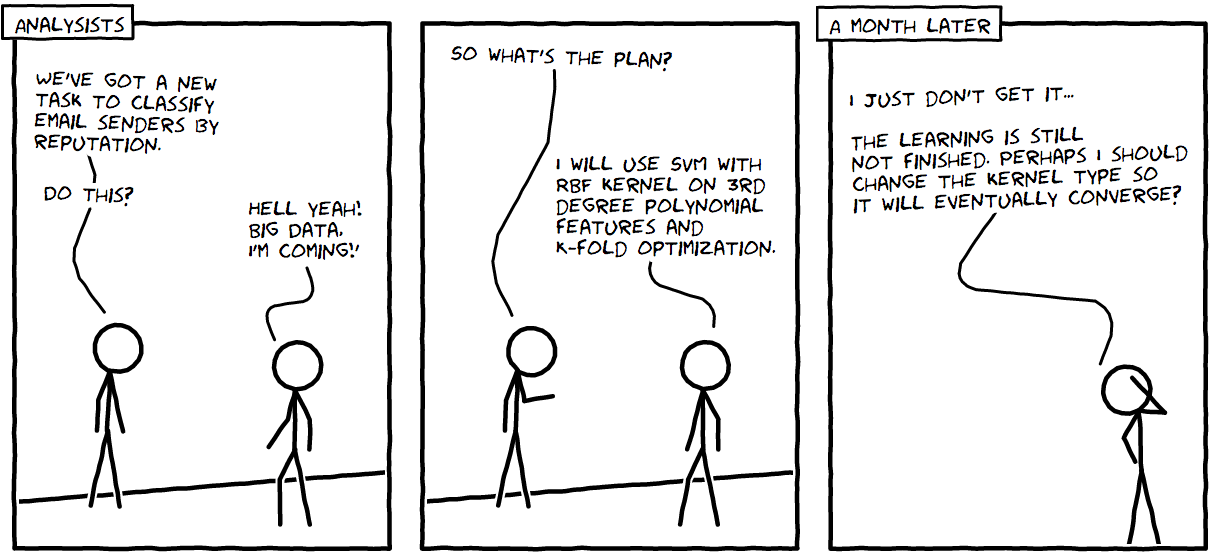 ANALYSISTS
WE'VE GOT A NEW
TASK TO CLASSIFY
EMAIL SENDERS BY
REPUTATION.
DO THIS?
HELL YEAH!
BIG DATA,
I'M COMING!'
SO WHAT'S THE PLAN?
I WILL USE SVM WITH
RBF KERNEL ON 3RD
DEGREE POLYNOMIAL
FEATURES AND
K-FOLD OPTIMIZATION.
A MONTH LATER
I JUST DON'T GET IT...
THE LEARNING IS STILL
NOT FINISHED. PERHAPS I SHOULD
CHANGE THE KERNEL TYPE SO
IT WILL EVENTUALLY CONVERGE?